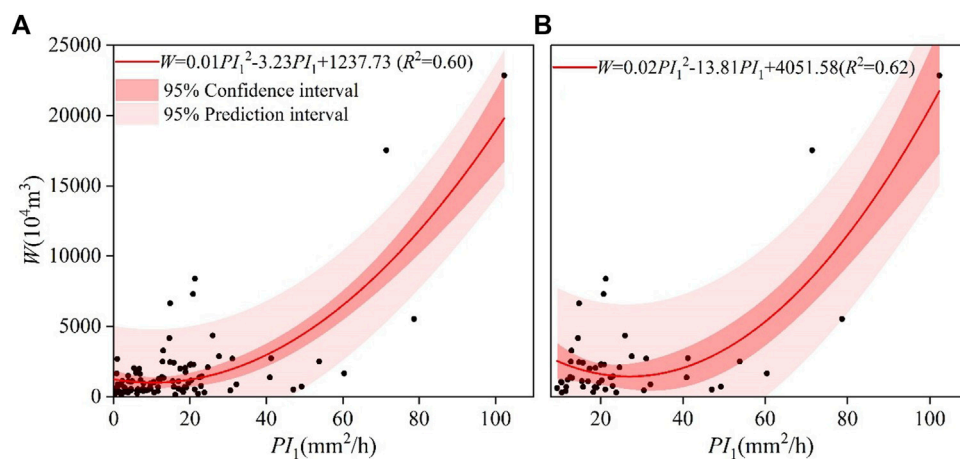 A
B
W=0.01PI₁²-3.23PI₁+1237.73 (R²=0.60)
95% Confidence interval
95% Prediction interval
W=0.02PI₁²-13.81PI₁+4051.58(R²=0.62)
25000
20000
15000
10000
5000
0
W(10⁴m³)
0 20 40 60 80 100
PI₁(mm²/h)
20 40 60 80 100
PI₁(mm²/h)